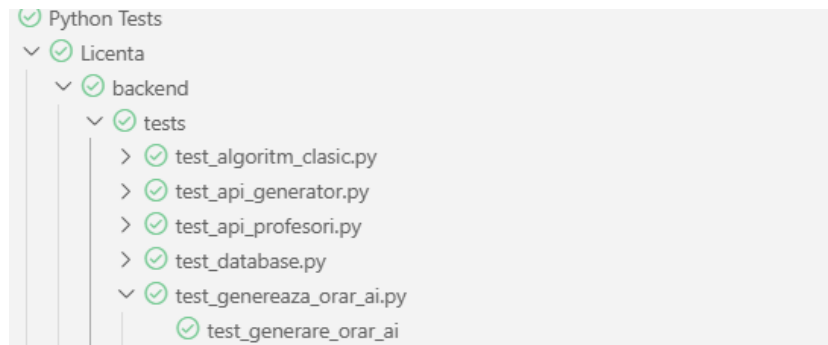 Python Tests
Licenta
backend
tests
test_algoritm_clasic.py
test_api_generator.py
test_api_profesori.py
test_database.py
test_genereaza_orar_ai.py
test_generare_orar_ai